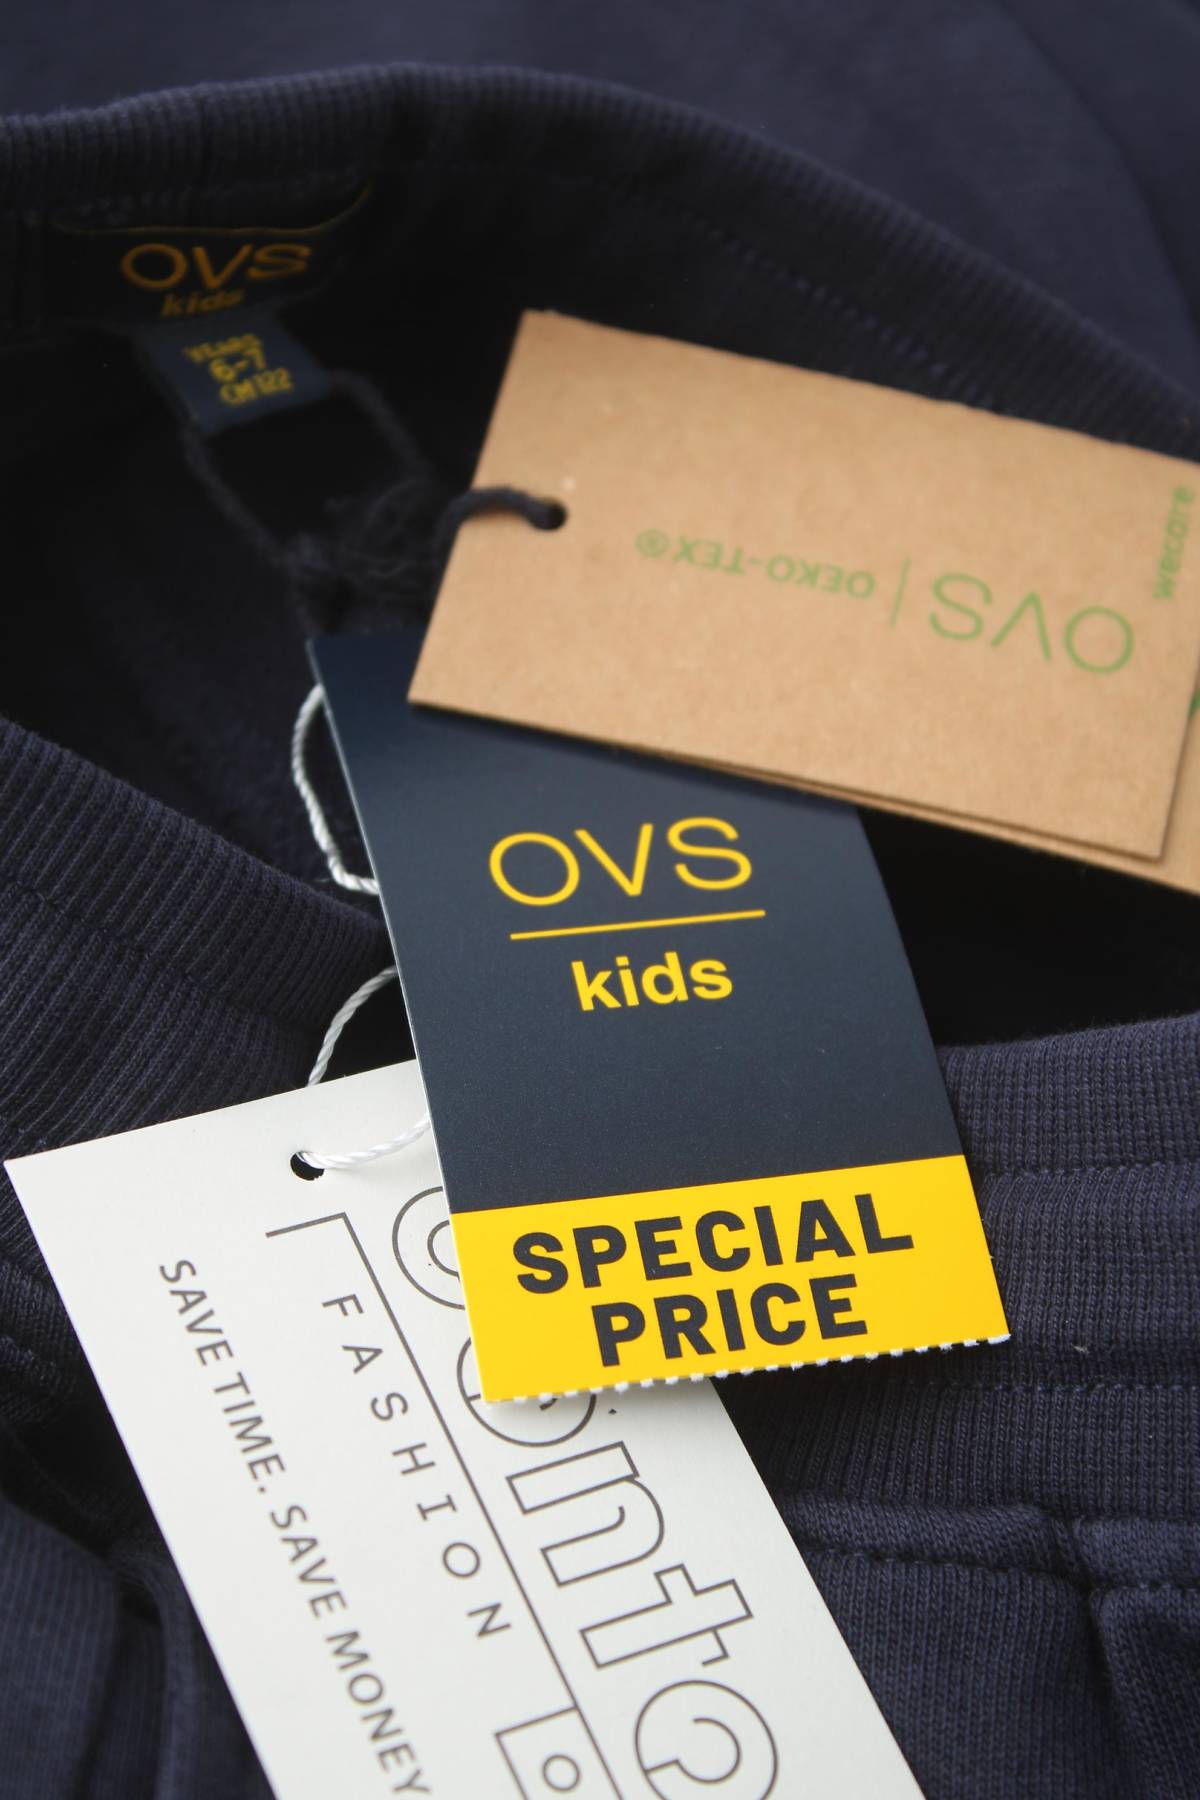 OVS
kids
YEARS
6-7
CM 122
wecare
OVS | OEKO-TEX®
OVS
kids
SPECIAL
PRICE
FASHION
SAVE TIME. SAVE MONEY